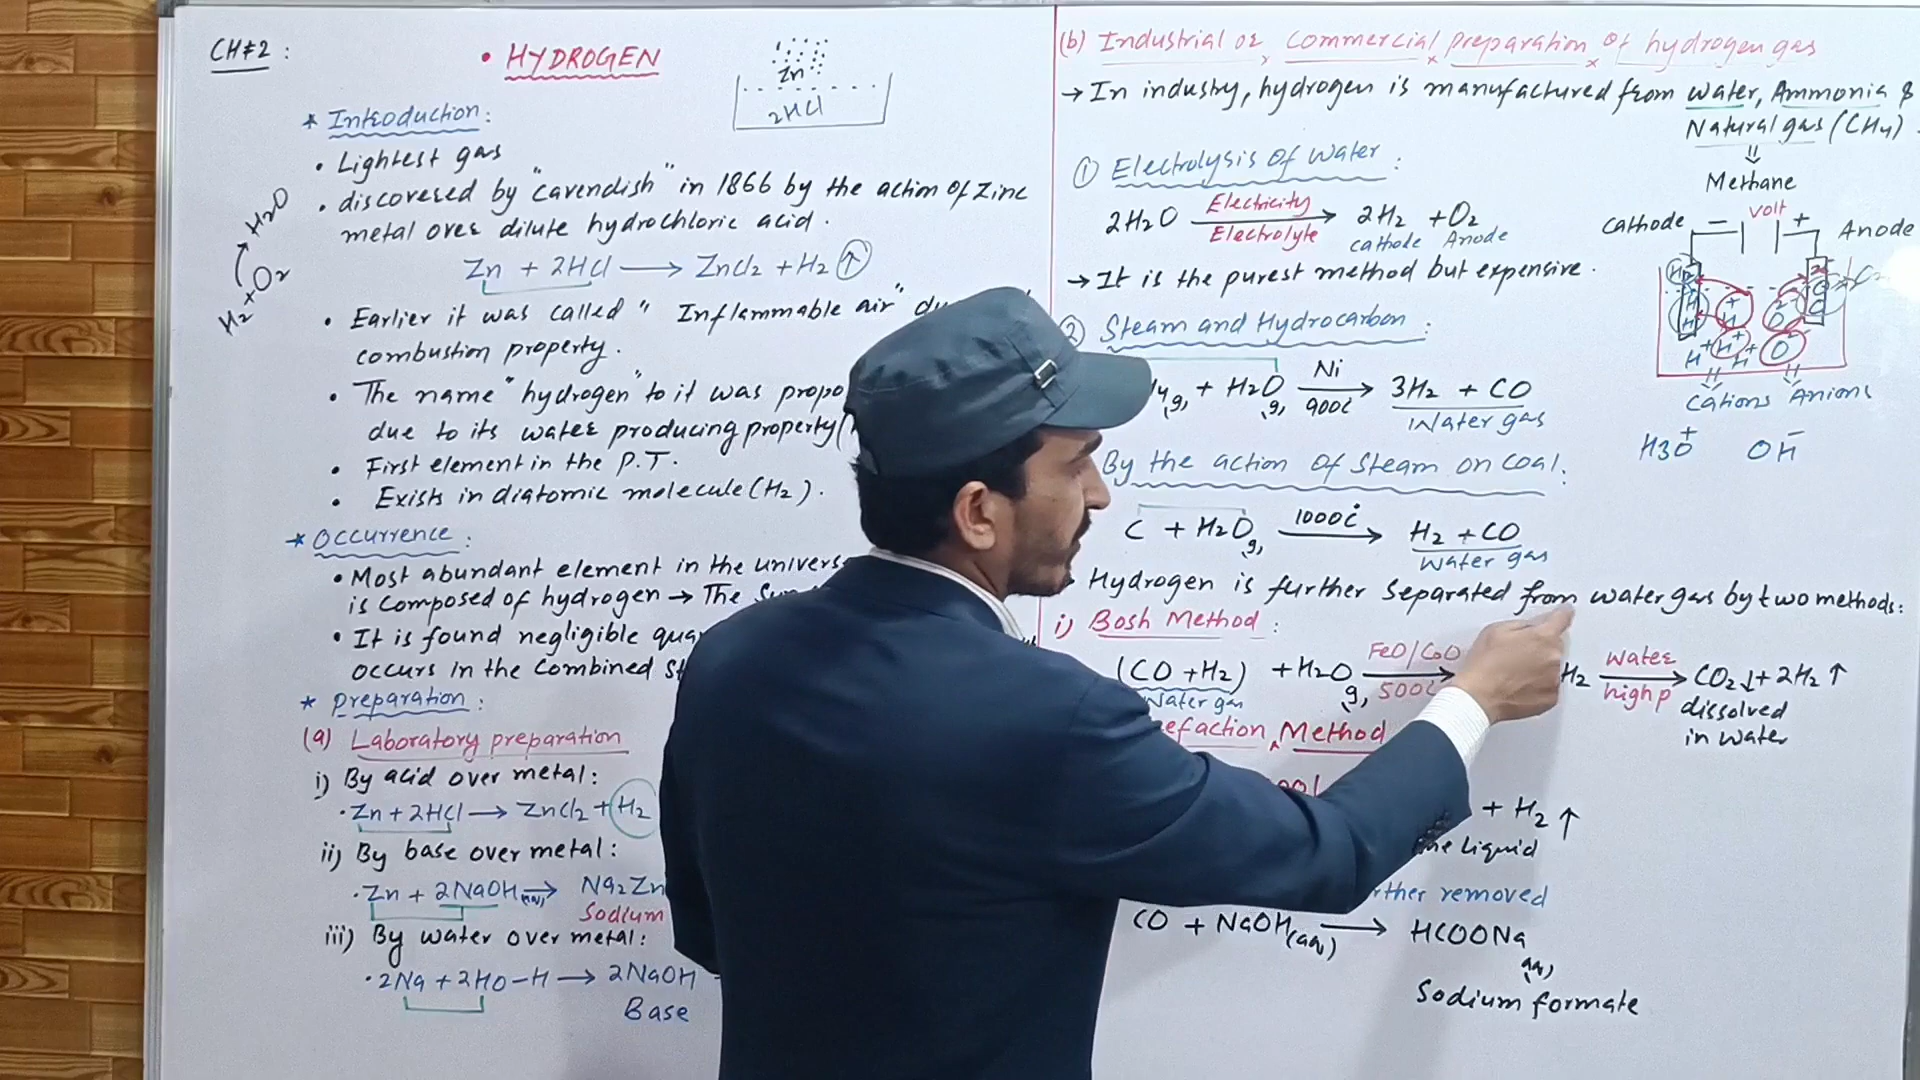 CH#2:
• HYDROGEN
Zn
2HCl
* Introduction:
• Lightest gas
• discovered by "cavendish" in 1866 by the action of Zinc
metal over dilute hydrochloric acid.
Zn + 2HCl ⟶ ZnCl2 + H2 ↑
H2 + O2 → H2O
• Earlier it was called "Inflammable air"
combustion property.
• The name "hydrogen" to it was
due to its water producing property(
• First element in the P.T.
• Exists in diatomic molecule (H2).
* Occurrence:
• Most abundant element in the
is composed of hydrogen → The
• It is found negligible
occurs in the combined
* preparation:
(a) Laboratory preparation
i) By acid over metal:
• Zn + 2HCl ⟶ ZnCl2 + H2
ii) By base over metal:
• Zn + 2NaOH(aq) ⟶ Na2Zn
Sodium
iii) By water over metal:
• 2Na + 2HO-H ⟶ 2NaOH
Base
(b) Industrial or Commercial preparation of hydrogen gas
→ In industry, hydrogen is manufactured from water, Ammonia &
Natural gas (CH4)
Methane
① Electrolysis of water:
Electricity
2H2O ⟶ 2H2 + O2
Electrolyte cathode Anode
→ It is the purest method but expensive.
cathode − volt + Anode
H+ H+ H+
Cations Anions
H3O+ OH−
② Steam and Hydrocarbon:
Ni
4(g) + H2O(g) ⟶ 3H2 + CO
900c
Water gas
By the action of steam on coal:
1000c
C + H2O(g) ⟶ H2 + CO
Water gas
• Hydrogen is further separated from water gas by two methods:
i) Bosh Method:
FeO/CoO water
(CO + H2) + H2O(g) ⟶ H2 ⟶ CO2↓ + 2H2 ↑
500c high p
Water gas
dissolved
in water
Method
+ H2 ↑
liquid
removed
CO + NaOH(aq) ⟶ HCOONa
(aq)
Sodium formate